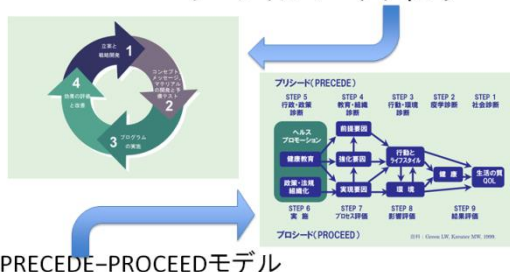 1
立案と
戦略開発
2
コンセプト
メッセージ、
マテリアル
の開発と予
備テスト
3
プログラム
の実施
4
効果の評価
と改善
プリシード(PRECEDE)
STEP 5
行政・政策
診断
STEP 4
教育・組織
診断
STEP 3
行動・環境
診断
STEP 2
疫学診断
STEP 1
社会診断
ヘルス
プロモーション
健康教育
政策・法規
組織化
前提要因
強化要因
実現要因
行動と
ライフスタイル
環 境
健 康
生活の質
QOL
STEP 6
実 施
STEP 7
プロセス評価
STEP 8
影響評価
STEP 9
結果評価
プロシード(PROCEED)
資料:Green LW, Kreuter MW, 1999.
PRECEDE–PROCEEDモデル